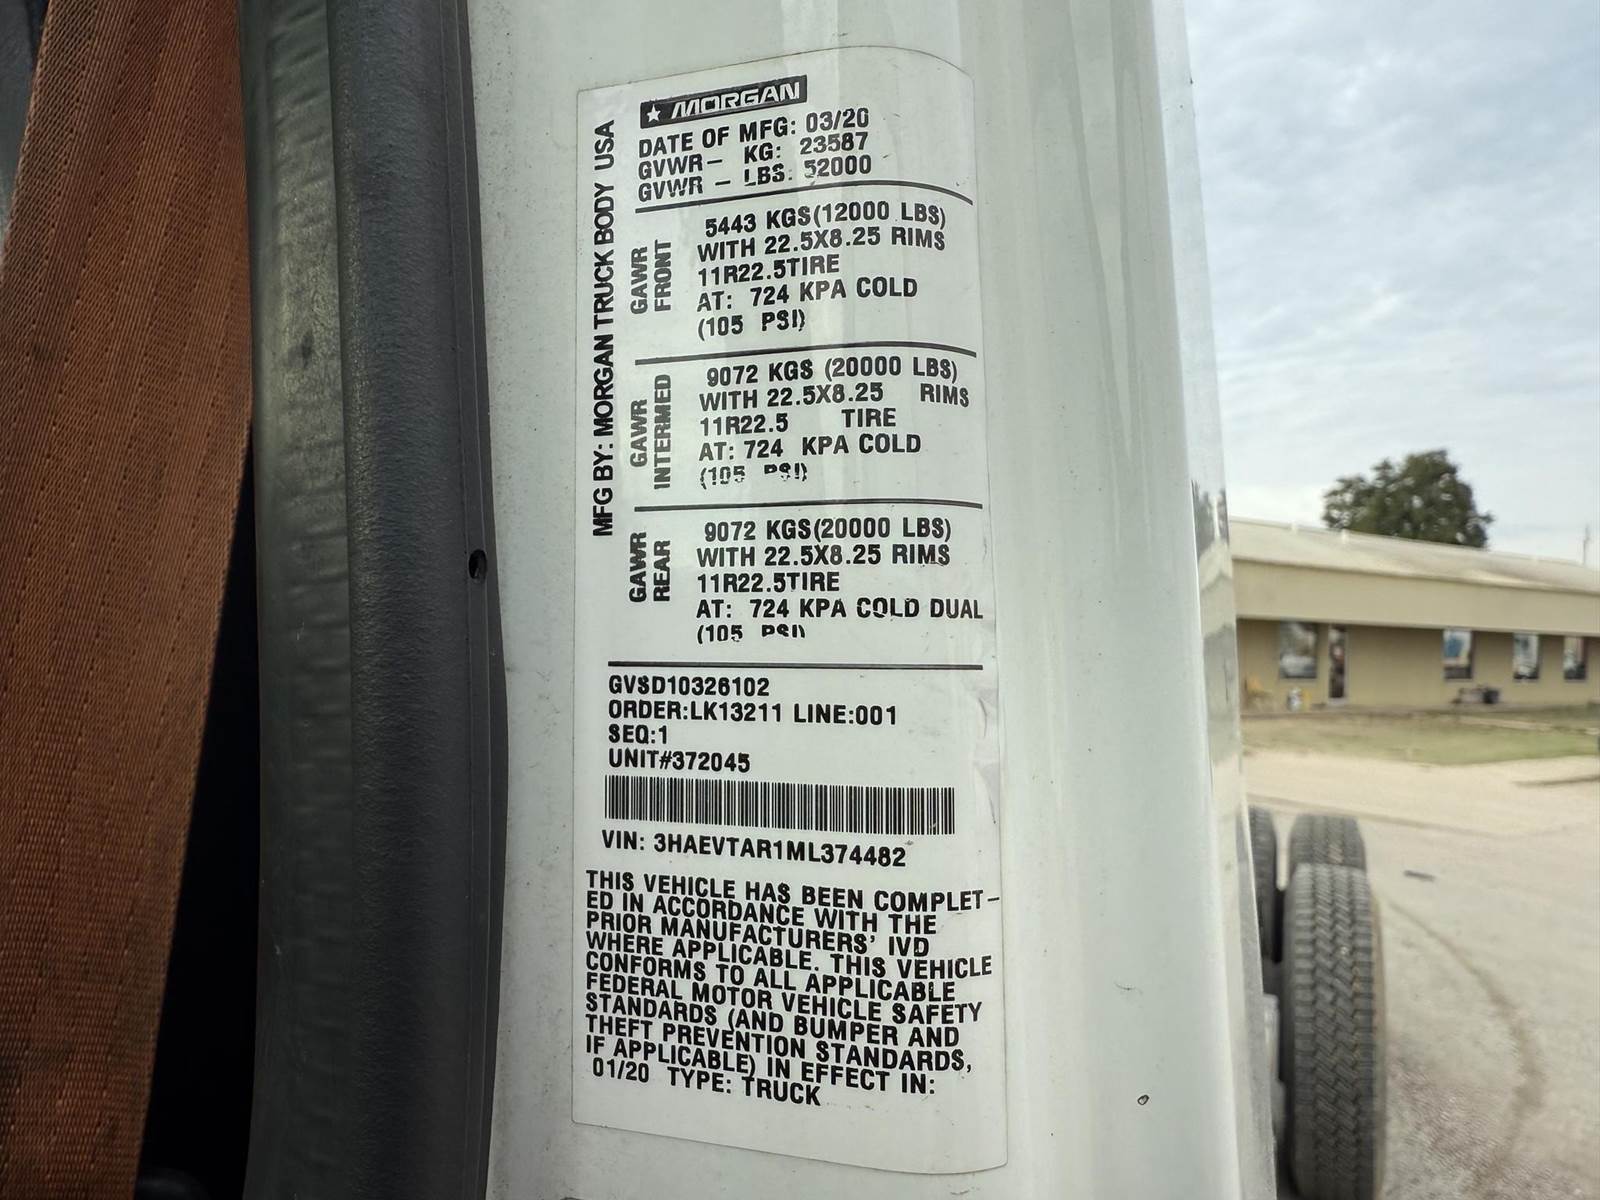 MORGAN
DATE OF MFG: 03/20
GVWR- KG: 23587
GVWR - LBS: 52000
MFG BY: MORGAN TRUCK BODY USA
GAWR
FRONT
5443 KGS(12000 LBS)
WITH 22.5X8.25 RIMS
11R22.5TIRE
AT: 724 KPA COLD
(105 PSI)
GAWR
INTERMED
9072 KGS (20000 LBS)
WITH 22.5X8.25 RIMS
11R22.5 TIRE
AT: 724 KPA COLD
(105 PSI)
GAWR
REAR
9072 KGS(20000 LBS)
WITH 22.5X8.25 RIMS
11R22.5TIRE
AT: 724 KPA COLD DUAL
(105 PSI)
GVSD10326102
ORDER:LK13211 LINE:001
SEQ:1
UNIT#372045
VIN: 3HAEVTAR1ML374482
THIS VEHICLE HAS BEEN COMPLET-
ED IN ACCORDANCE WITH THE
PRIOR MANUFACTURERS' IVD
WHERE APPLICABLE. THIS VEHICLE
CONFORMS TO ALL APPLICABLE
FEDERAL MOTOR VEHICLE SAFETY
STANDARDS (AND BUMPER AND
THEFT PREVENTION STANDARDS,
IF APPLICABLE) IN EFFECT IN:
01/20 TYPE: TRUCK